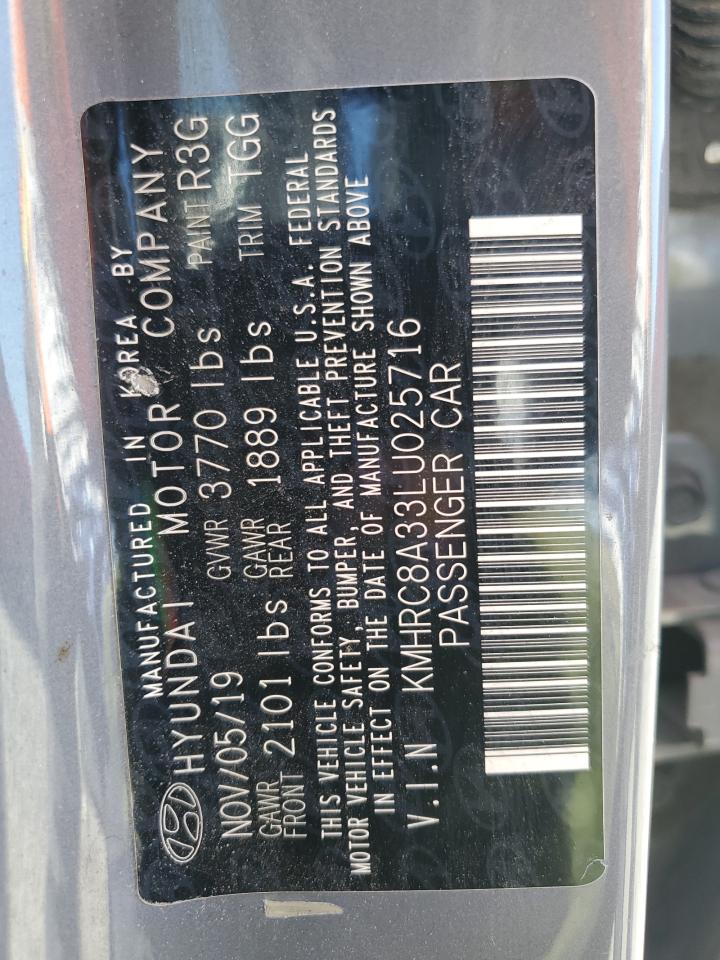 MANUFACTURED IN KOREA BY
HYUNDAI MOTOR COMPANY
NOV/05/19 GVWR 3770 lbs PAINT R3G
GAWR FRONT 2101 lbs GAWR REAR 1889 lbs TRIM TGG
THIS VEHICLE CONFORMS TO ALL APPLICABLE U.S.A. FEDERAL
MOTOR VEHICLE SAFETY, BUMPER, AND THEFT PREVENTION STANDARDS
IN EFFECT ON THE DATE OF MANUFACTURE SHOWN ABOVE
V.I.N KMHRC8A33LU025716
PASSENGER CAR